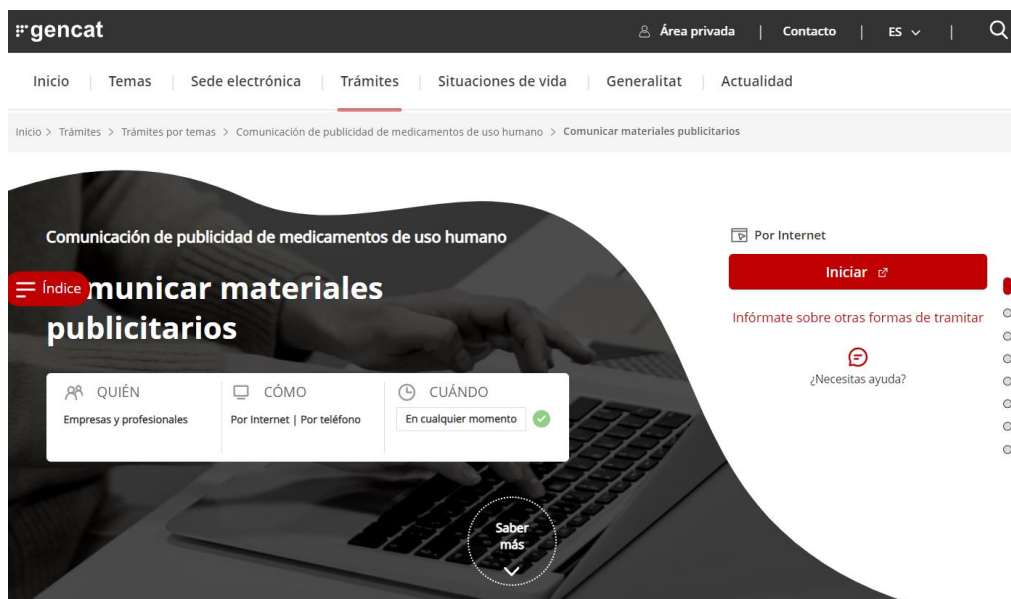 gencat
Área privada | Contacto | ES |
Inicio | Temas | Sede electrónica | Trámites | Situaciones de vida | Generalitat | Actualidad
Inicio > Trámites > Trámites por temas > Comunicación de publicidad de medicamentos de uso humano > Comunicar materiales publicitarios
Comunicación de publicidad de medicamentos de uso humano
Índice
municar materiales
publicitarios
QUIÉN
Empresas y profesionales
CÓMO
Por Internet | Por teléfono
CUÁNDO
En cualquier momento
Saber
más
Por Internet
Iniciar
Infórmate sobre otras formas de tramitar
¿Necesitas ayuda?